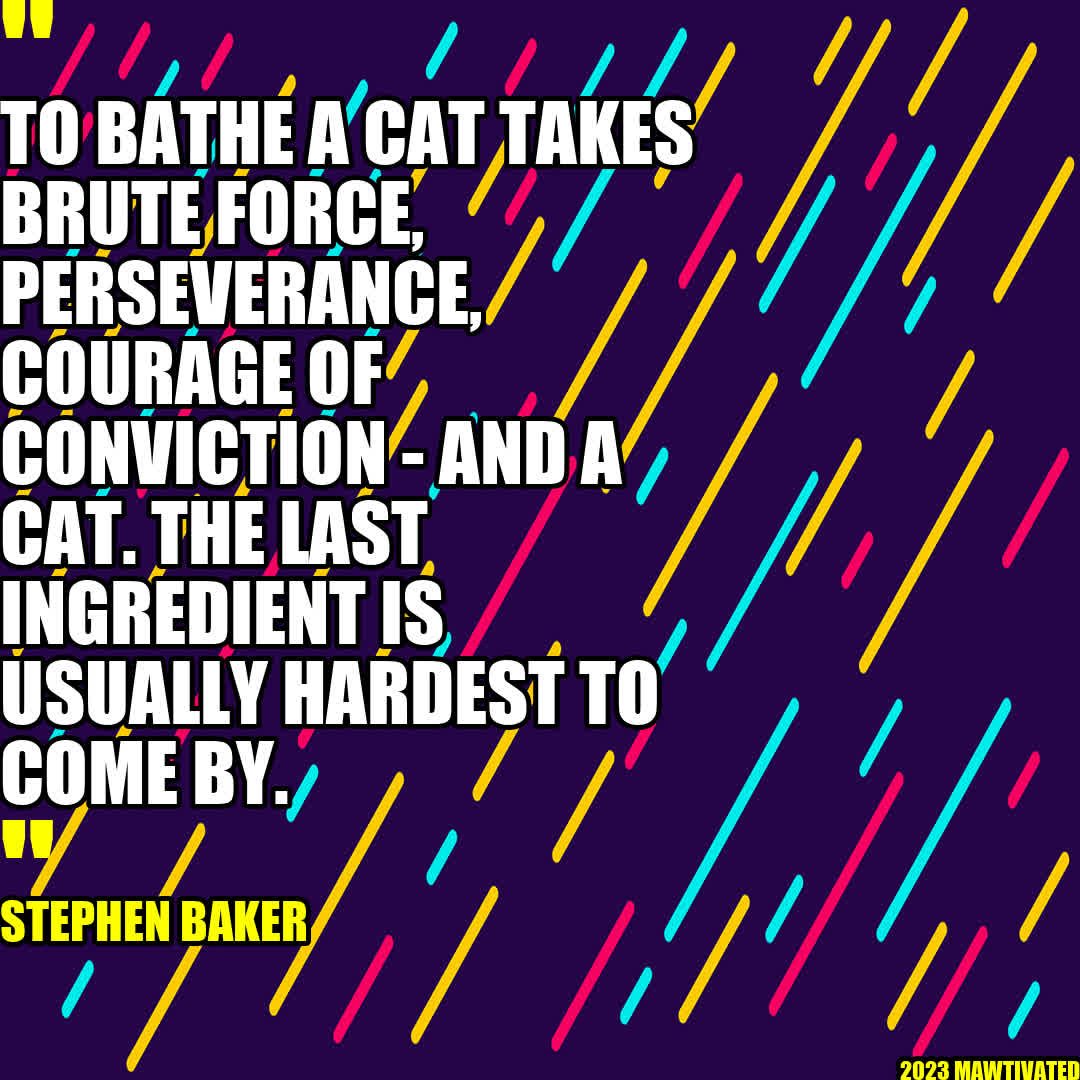 "
TO BATHE A CAT TAKES
BRUTE FORCE,
PERSEVERANCE,
COURAGE OF
CONVICTION - AND A
CAT. THE LAST
INGREDIENT IS
USUALLY HARDEST TO
COME BY.
"
STEPHEN BAKER
2023 MAWTIVATED